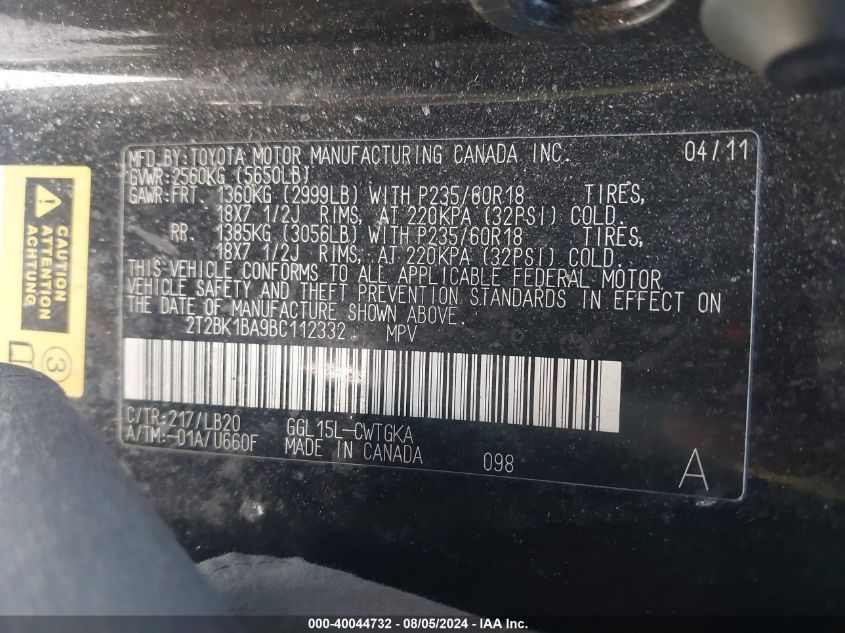 MFD.BY:TOYOTA MOTOR MANUFACTURING CANADA INC. 04/11
GVWR:2560KG (5650LB)
GAWR:FRT. 1360KG (2999LB) WITH P235/60R18 TIRES,
18X7 1/2J RIMS, AT 220KPA (32PSI) COLD.
RR. 1385KG (3056LB) WITH P235/60R18 TIRES,
18X7 1/2J RIMS, AT 220KPA (32PSI) COLD.
THIS VEHICLE CONFORMS TO ALL APPLICABLE FEDERAL MOTOR
VEHICLE SAFETY AND THEFT PREVENTION STANDARDS IN EFFECT ON
THE DATE OF MANUFACTURE SHOWN ABOVE.
2T2BK1BA9BC112332 MPV
C/TR:217/LB20 GGL15L-CWTGKA
A/TM:-01A/U660F MADE IN CANADA 098 A
CAUTION
ATTENTION
ACHTUNG
3
000-40044732 - 08/05/2024 - IAA Inc.